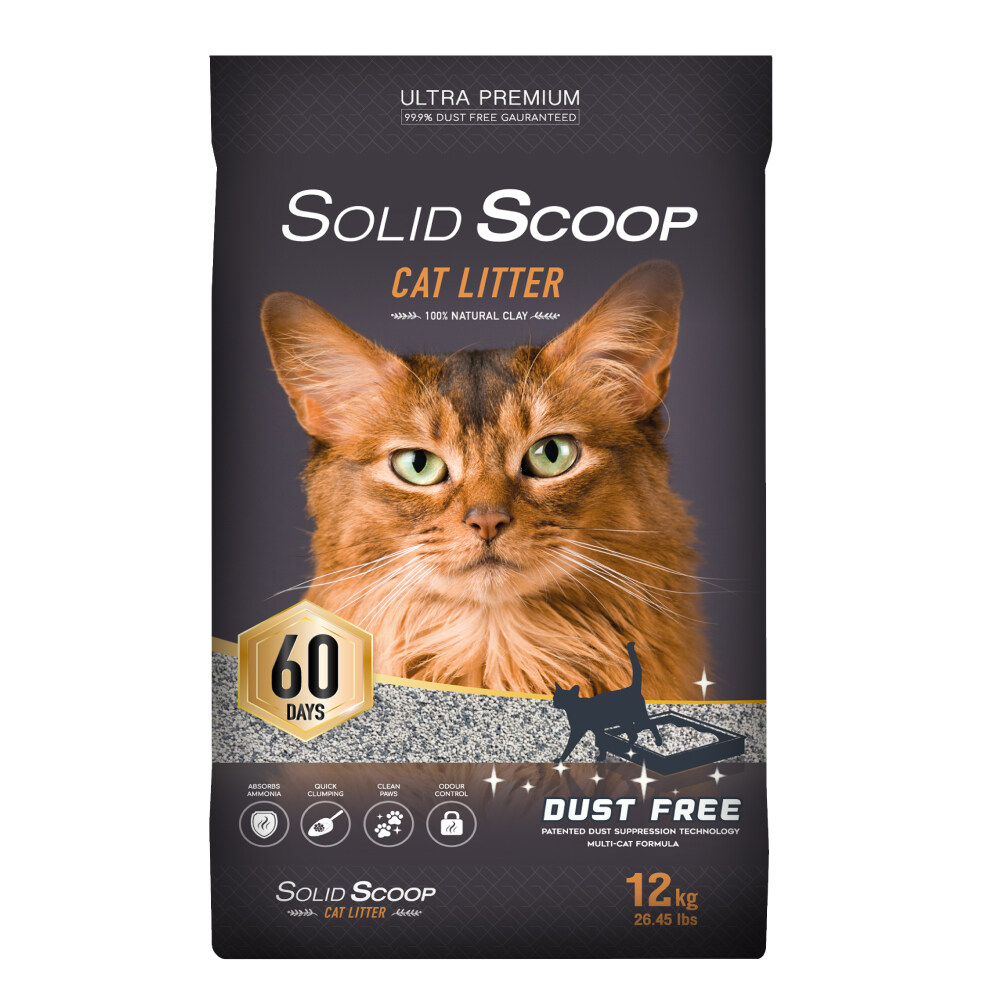 ULTRA PREMIUM
99.9% DUST FREE GAURANTEED
SOLID SCOOP
CAT LITTER
100% NATURAL CLAY
60
DAYS
ABSORBS
AMMONIA
QUICK
CLUMPING
CLEAN
PAWS
ODOUR
CONTROL
DUST FREE
PATENTED DUST SUPPRESSION TECHNOLOGY
MULTI-CAT FORMULA
SOLID SCOOP
CAT LITTER
12kg
26.45 lbs